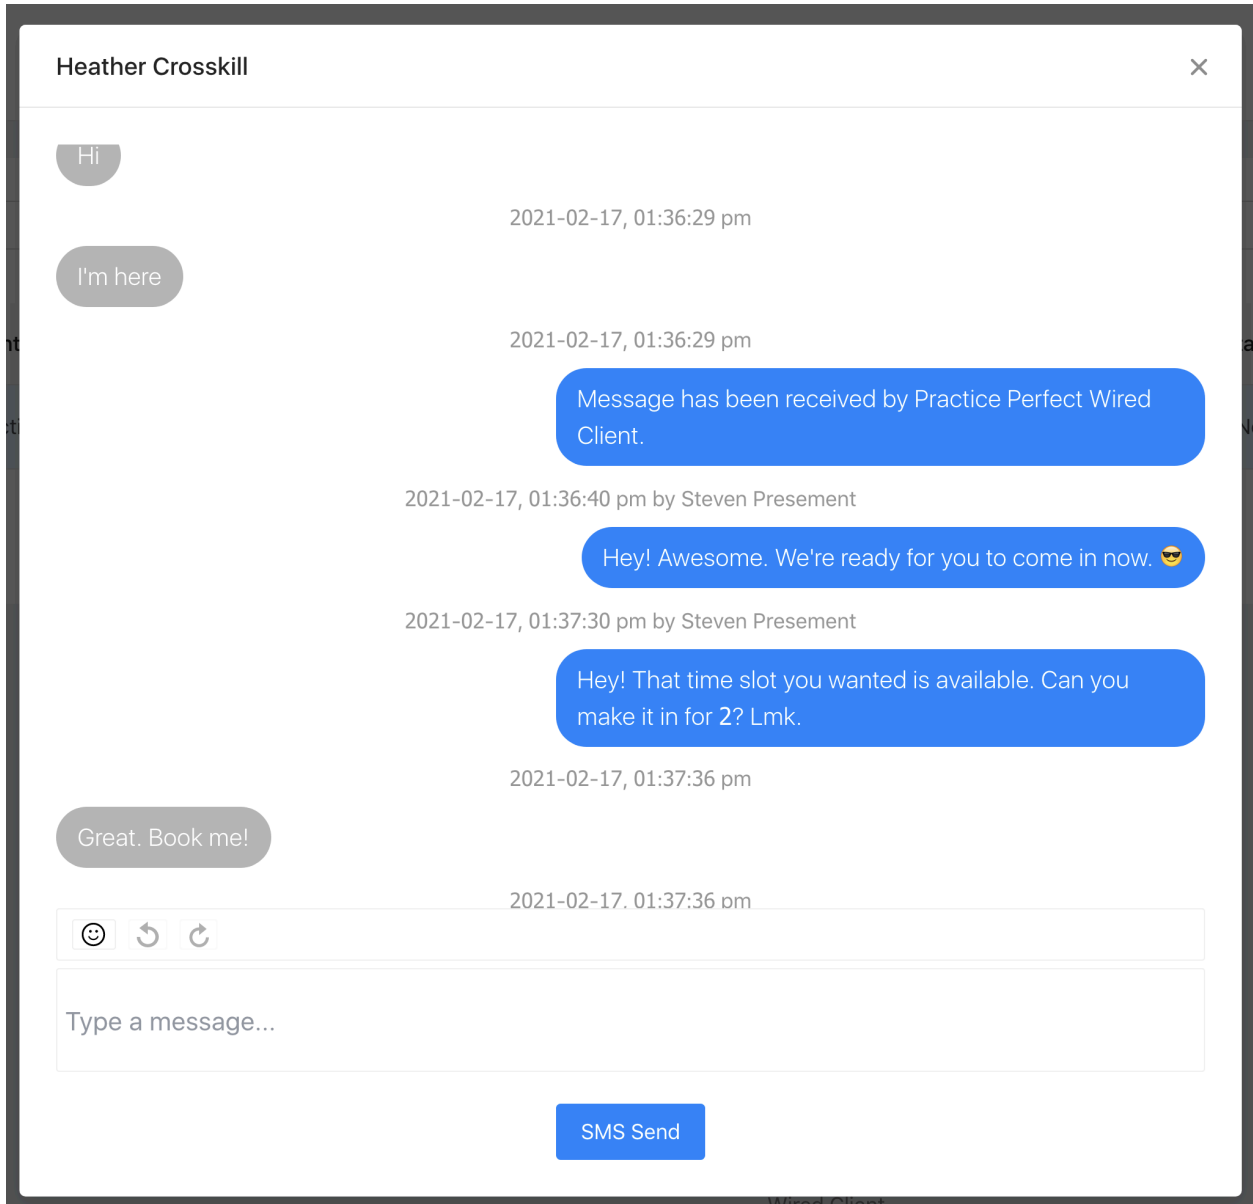 Heather Crosskill
Hi
2021-02-17, 01:36:29 pm
I'm here
2021-02-17, 01:36:29 pm
Message has been received by Practice Perfect Wired
Client.
2021-02-17, 01:36:40 pm by Steven Presement
Hey! Awesome. We're ready for you to come in now. 😎
2021-02-17, 01:37:30 pm by Steven Presement
Hey! That time slot you wanted is available. Can you
make it in for 2? Lmk.
2021-02-17, 01:37:36 pm
Great. Book me!
2021-02-17, 01:37:36 pm
Type a message...
SMS Send
Wired Client